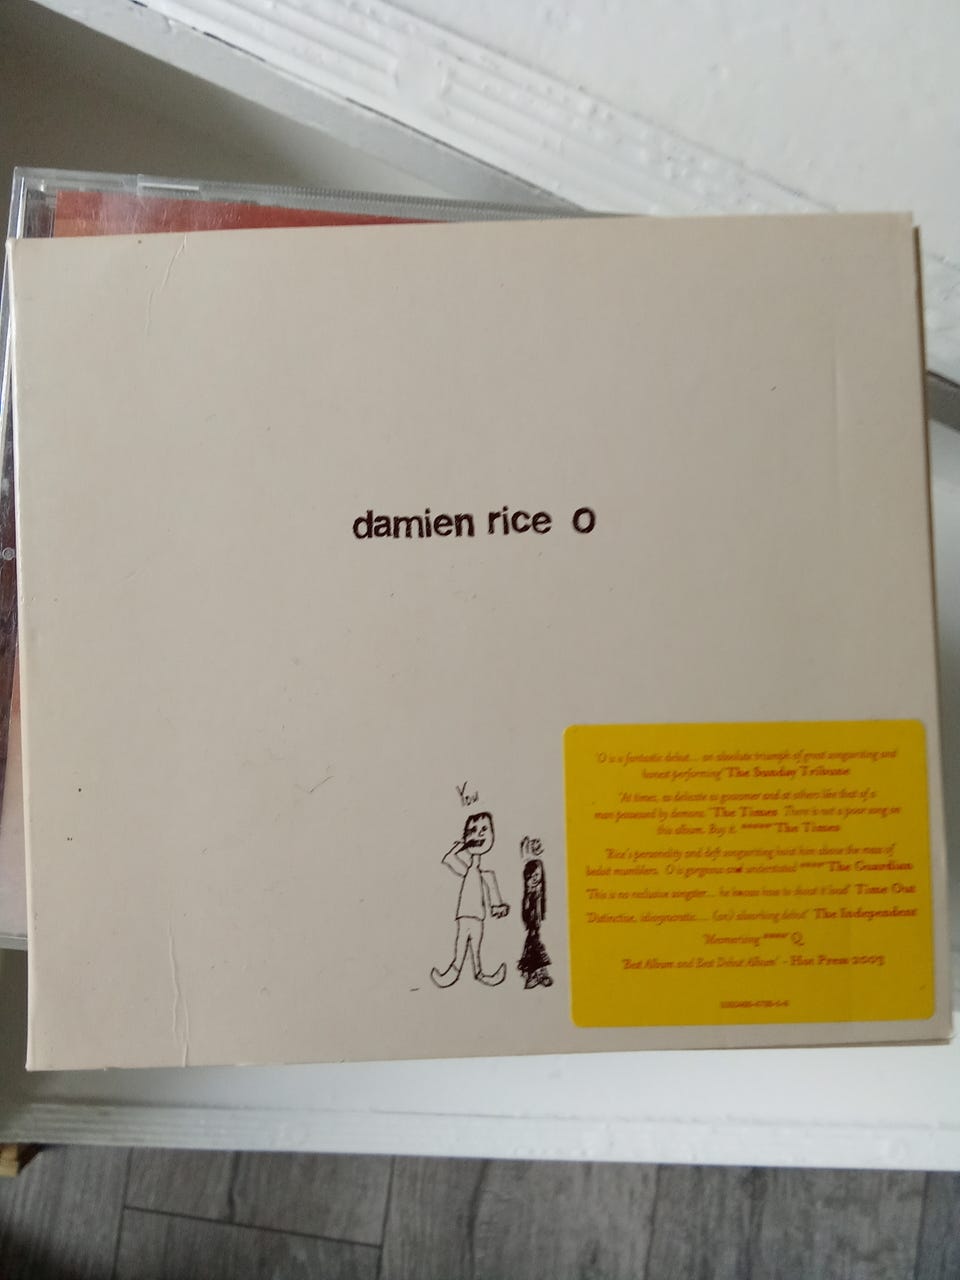 damien rice O
You
me
'O is a fantastic debut... an absolute triumph of great songwriting and
honest performing' The Sunday Tribune
'At times, as delicate as gossamer and at others like that of a
man possessed by demons.' The Times There is not a poor song on
this album. Buy it. ***** The Times
'Rice's personality and deft songwriting hoist him above the mass of
bedsit mumblers. O is gorgeous and understated' **** The Guardian
'This is no reclusive songster... he knows how to shout it loud' Time Out
'Distinctive, idiosyncratic.... (an) absorbing debut' The Independent
'Mesmerising' **** Q
'Best Album and Best Debut Album' - Hot Press 2003